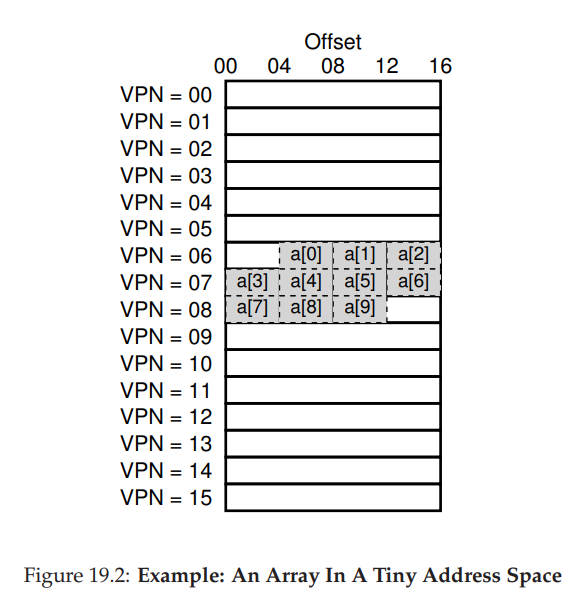 Offset
00 04 08 12 16
VPN = 00
VPN = 01
VPN = 02
VPN = 03
VPN = 04
VPN = 05
VPN = 06 a[0] a[1] a[2]
VPN = 07 a[3] a[4] a[5] a[6]
VPN = 08 a[7] a[8] a[9]
VPN = 09
VPN = 10
VPN = 11
VPN = 12
VPN = 13
VPN = 14
VPN = 15
Figure 19.2: Example: An Array In A Tiny Address Space